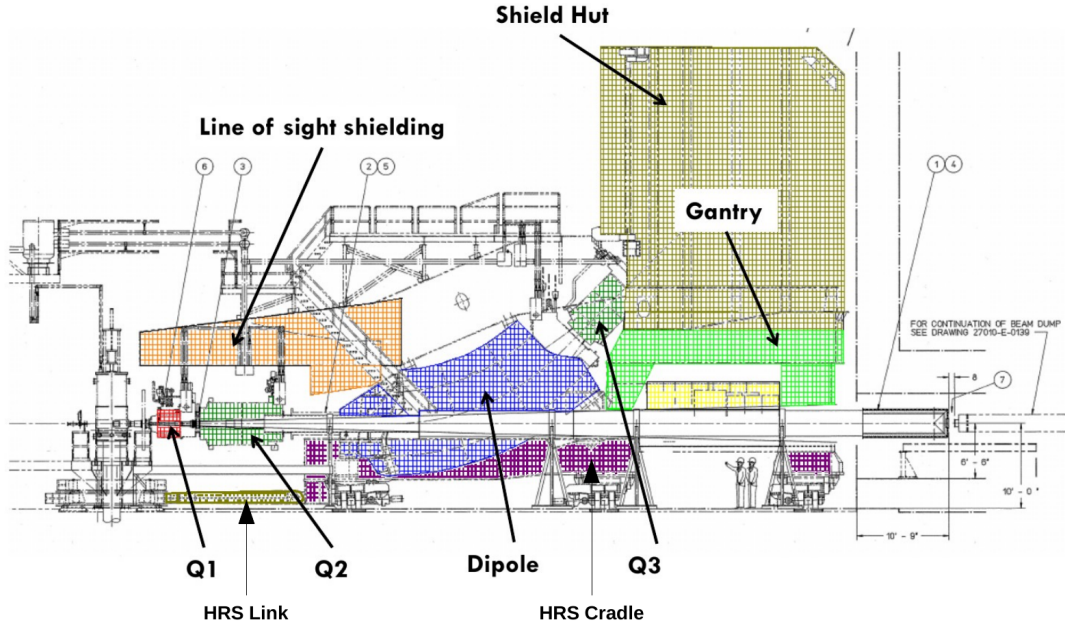 Shield Hut
Line of sight shielding
6
3
2
5
1
4
Gantry
FOR CONTINUATION OF BEAM DUMP
SEE DRAWING 27010-E-0139
8
7
6' - 6"
10' - 0"
10' - 9"
Q1
Q2
Dipole
Q3
HRS Link
HRS Cradle